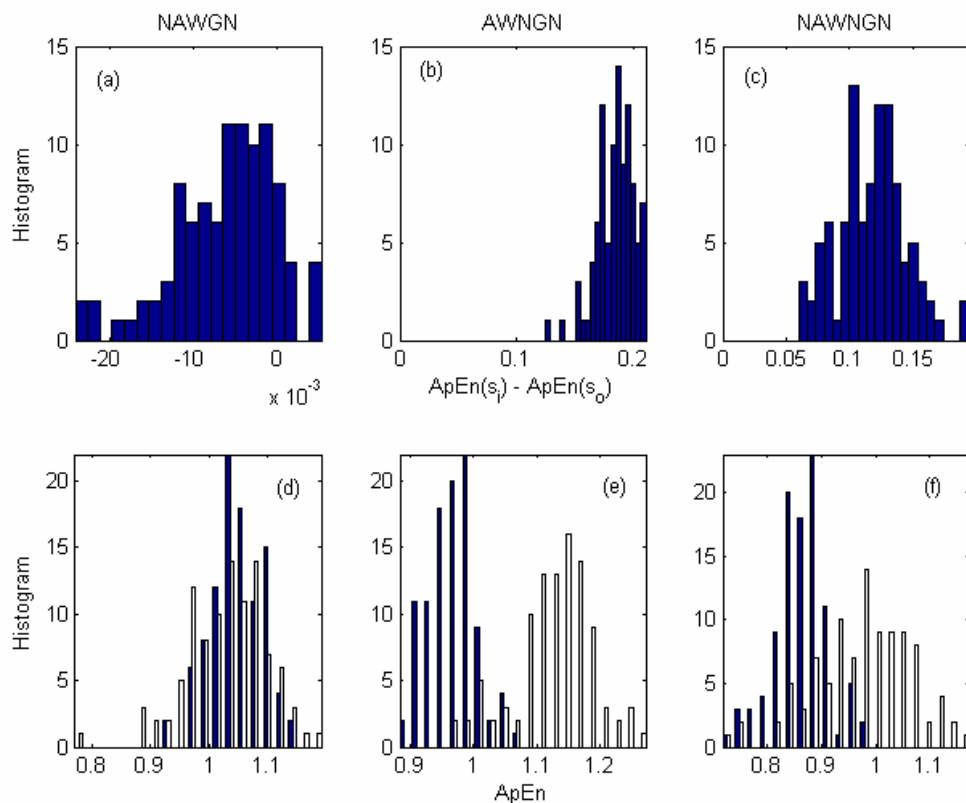 NAWGN AWNGN NAWNGN
15 15 15
(a) (b) (c)
10 10 10
Histogram
5 5 5
0 0 0
-20 -10 0 0 0.1 0.2 0 0.05 0.1 0.15
x 10⁻³ ApEn(sᵢ) - ApEn(sₒ)
20 20 20
(d) (e) (f)
15 15 15
10 10 10
Histogram
5 5 5
0 0 0
0.8 0.9 1 1.1 0.9 1 1.1 1.2 0.8 0.9 1 1.1
ApEn